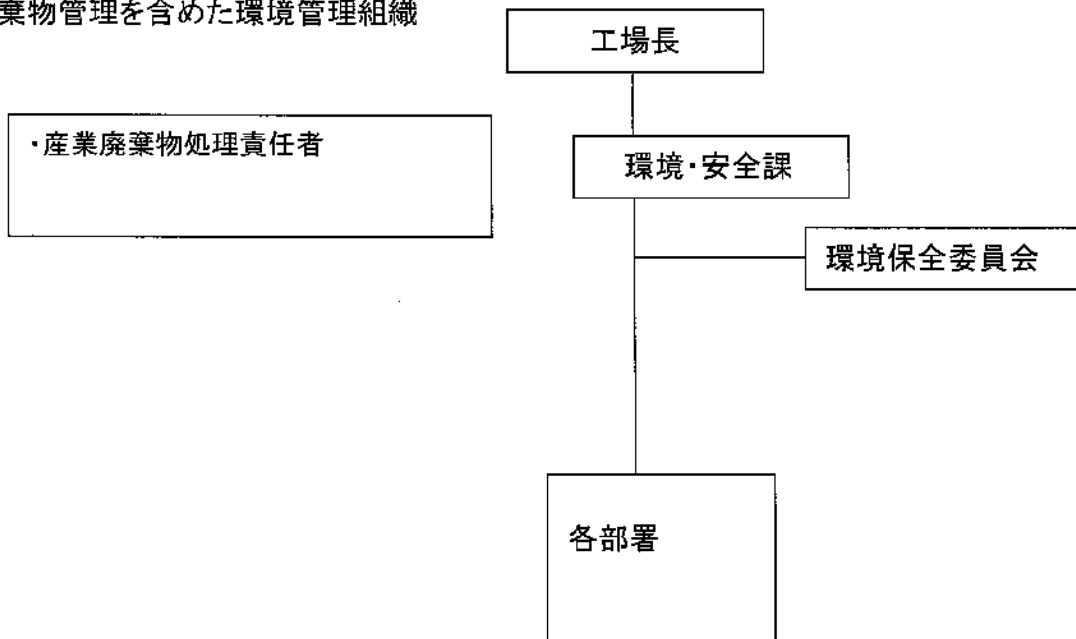 棄物管理を含めた環境管理組織
工場長
・産業廃棄物処理責任者
環境・安全課
環境保全委員会
各部署